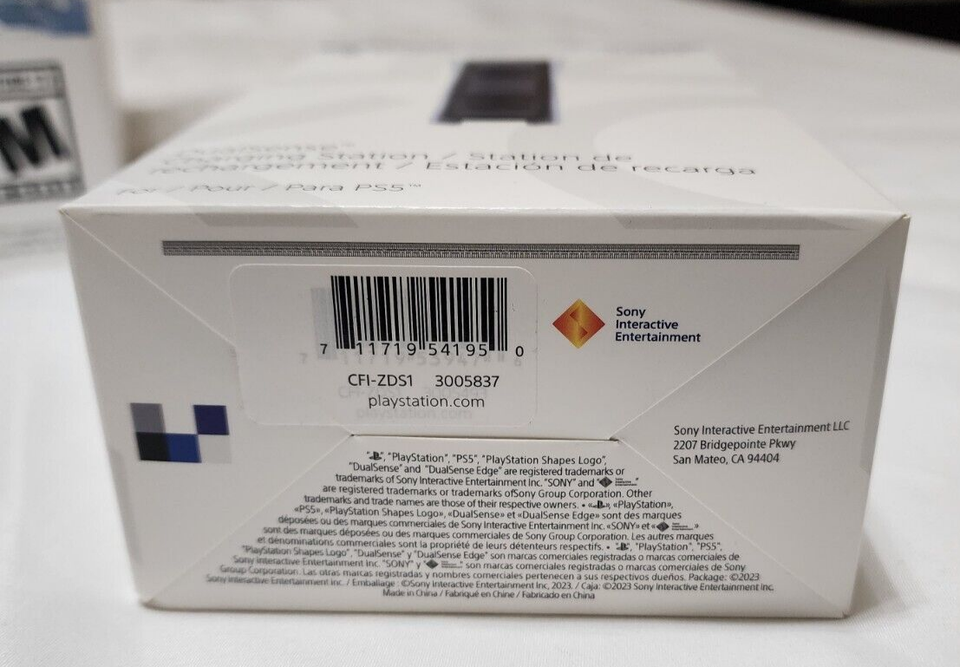 M
DualSense™
Charging Station / Station de
rechargement / Estación de recarga
For / Pour / Para PS5™
7 11719 54195 0
CFI-ZDS1 3005837
playstation.com
playstation.com
Sony
Interactive
Entertainment
Sony Interactive Entertainment LLC
2207 Bridgepointe Pkwy
San Mateo, CA 94404
"PlayStation", "PS5", "PlayStation Shapes Logo",
"DualSense" and "DualSense Edge" are registered trademarks or
trademarks of Sony Interactive Entertainment Inc. "SONY" and "
are registered trademarks or trademarks ofSony Group Corporation. Other
trademarks and trade names are those of their respective owners. • « », «PlayStation»,
«PS5», «PlayStation Shapes Logo», «DualSense» et «DualSense Edge» sont des marques
déposées ou des marques commerciales de Sony Interactive Entertainment Inc. «SONY» et «
sont des marques déposées ou des marques commerciales de Sony Group Corporation. Les autres marques
et dénominations commerciales sont la propriété de leurs détenteurs respectifs. • " ", "PlayStation", "PS5",
"PlayStation Shapes Logo", "DualSense" y "DualSense Edge" son marcas comerciales registradas o marcas comerciales de
Sony Interactive Entertainment Inc. "SONY" y " son marcas comerciales registradas o marcas comerciales de Sony
Group Corporation. Las otras marcas registradas y nombres comerciales pertenecen a sus respectivos dueños. Package: ©2023
Sony Interactive Entertainment Inc. / Emballage : ©Sony Interactive Entertainment Inc, 2023. / Caja: ©2023 Sony Interactive Entertainment Inc.
Made in China / Fabriqué en Chine / Fabricado en China